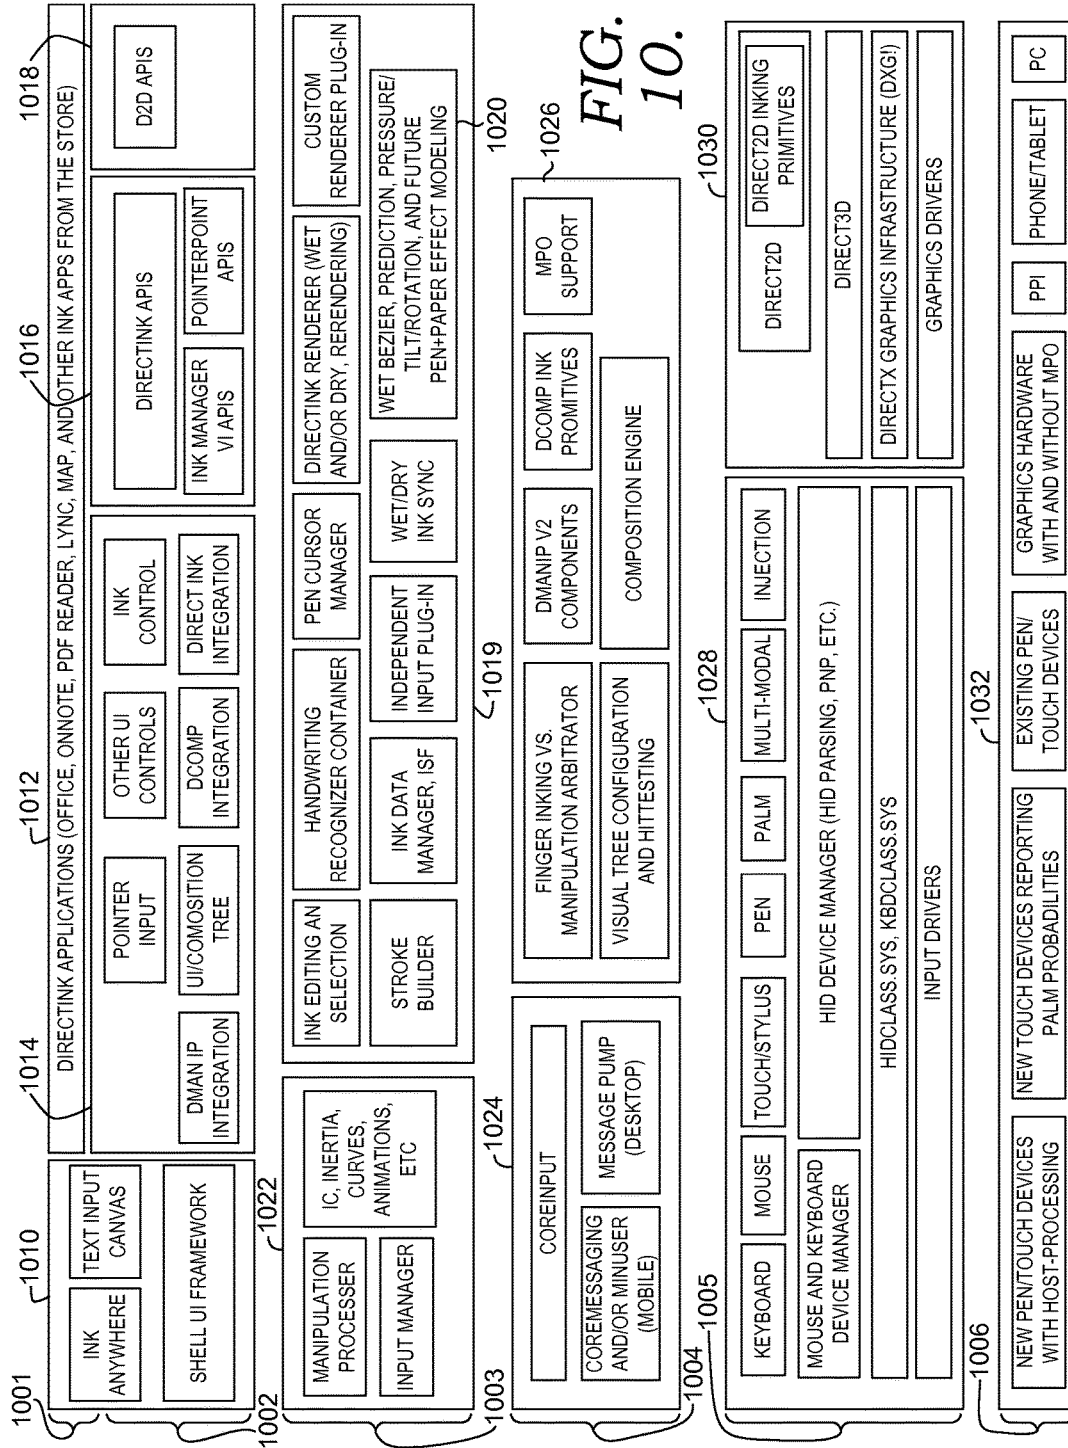 1001
1002
1010
INK
ANYWHERE
TEXT INPUT
CANVAS
SHELL UI FRAMEWORK
1012
DIRECTINK APPLICATIONS (OFFICE, ONNOTE, PDF READER, LYNC, MAP, AND OTHER INK APPS FROM THE STORE)
1014
POINTER
INPUT
OTHER UI
CONTROLS
INK
CONTROL
DMAN IP
INTEGRATION
UI/COMOSITION
TREE
DCOMP
INTEGRATION
DIRECT INK
INTEGRATION
1016
DIRECTINK APIS
INK MANAGER
VI APIS
POINTERPOINT
APIS
1018
D2D APIS
1003
1022
MANIPULATION
PROCESSER
INPUT MANAGER
IC, INERTIA,
CURVES,
ANIMATIONS,
ETC
INK EDITING AN
SELECTION
HANDWRITING
RECOGNIZER CONTAINER
PEN CURSOR
MANAGER
DIRECTINK RENDERER (WET
AND/OR DRY, RERENDERING)
CUSTOM
RENDERER PLUG-IN
STROKE
BUILDER
INK DATA
MANAGER, ISF
INDEPENDENT
INPUT PLUG-IN
WET/DRY
INK SYNC
WET BEZIER, PREDICTION, PRESSURE/
TILT/ROTATION, AND FUTURE
PEN+PAPER EFFECT MODELING
1019
1020
1004
1024
COREINPUT
COREMESSAGING
AND/OR MINUSER
(MOBILE)
MESSAGE PUMP
(DESKTOP)
1026
FINGER INKING VS.
MANIPULATION ARBITRATOR
DMANIP V2
COMPONENTS
DCOMP INK
PROMITIVES
MPO
SUPPORT
VISUAL TREE CONFIGURATION
AND HITTESTING
COMPOSITION ENGINE
FIG.
10.
1005
1028
KEYBOARD
MOUSE
TOUCH/STYLUS
PEN
PALM
MULTI-MODAL
INJECTION
MOUSE AND KEYBOARD
DEVICE MANAGER
HID DEVICE MANAGER (HID PARSING, PNP, ETC.)
HIDCLASS.SYS, KBDCLASS.SYS
INPUT DRIVERS
1030
DIRECT2D
DIRECT2D INKING
PRIMITIVES
DIRECT3D
DIRECTX GRAPHICS INFRASTRUCTURE (DXG!)
GRAPHICS DRIVERS
1006
1032
NEW PEN/TOUCH DEVICES
WITH HOST-PROCESSING
NEW TOUCH DEVICES REPORTING
PALM PROBABILITIES
EXISTING PEN/
TOUCH DEVICES
GRAPHICS HARDWARE
WITH AND WITHOUT MPO
PPI
PHONE/TABLET
PC